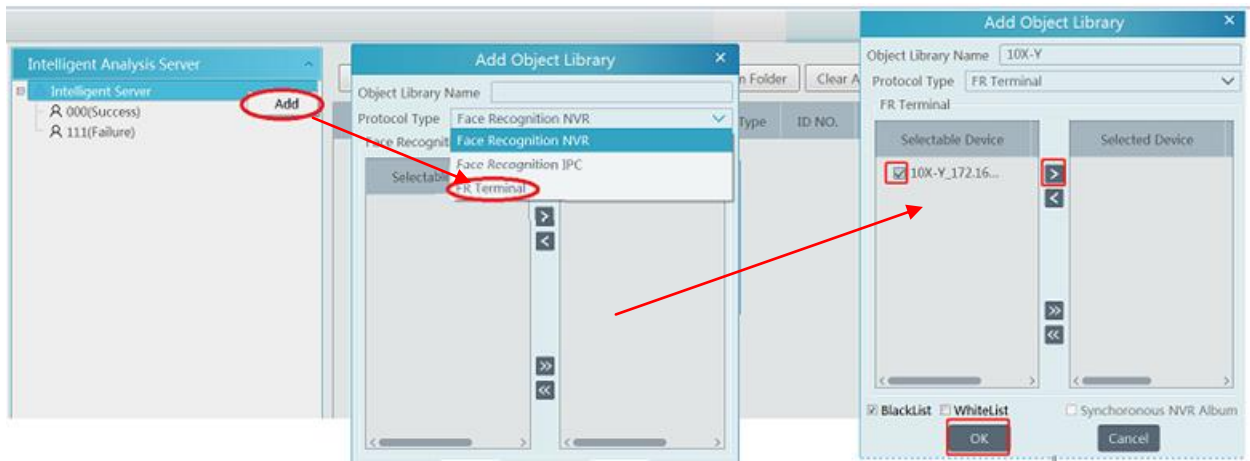 Intelligent Analysis Server
Intelligent Server
Add
000(Success)
111(Failure)
Add Object Library
Object Library Name
Protocol Type Face Recognition NVR
Face Recognit
Face Recognition NVR
Face Recognition IPC
FR Terminal
Selectable
n Folder
Clear A
Type
ID NO.
Add Object Library
Object Library Name 10X-Y
Protocol Type FR Terminal
FR Terminal
Selectable Device
Selected Device
10X-Y_172.16...
BlackList WhiteList
Synchoronous NVR Album
OK
Cancel